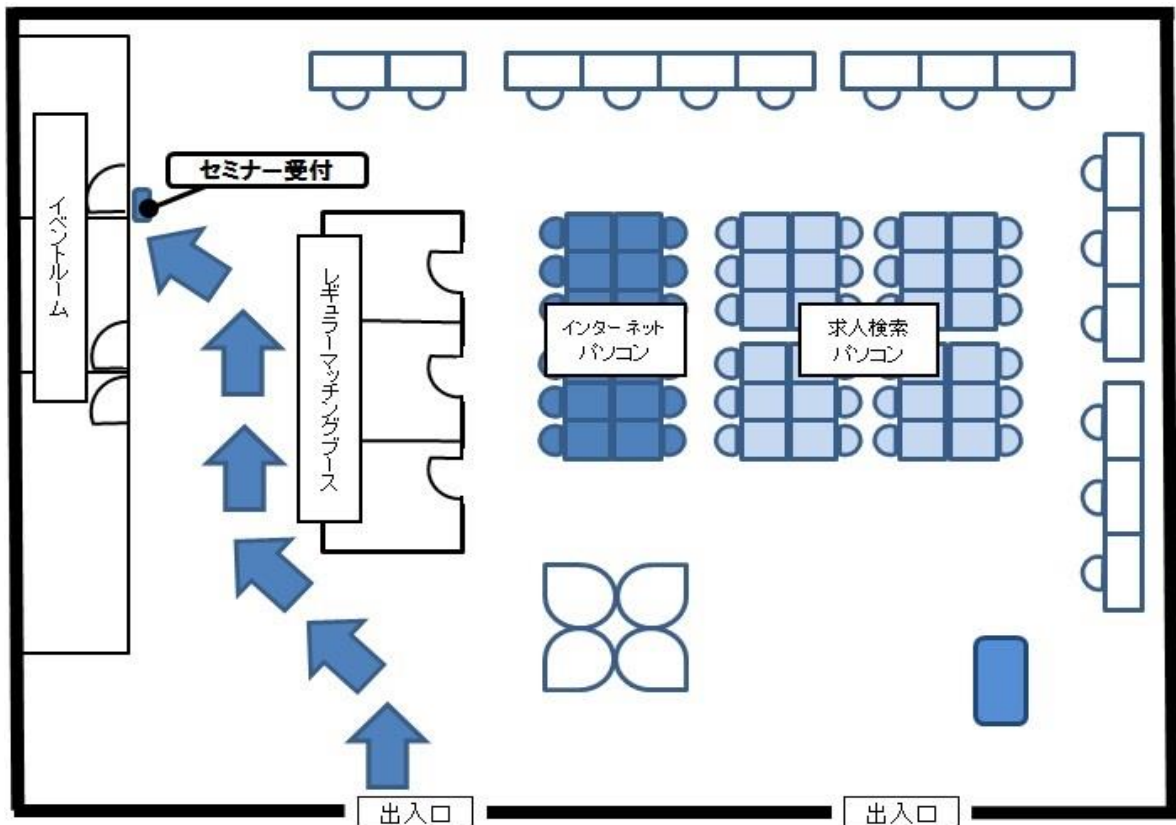 セミナー受付
イベントルーム
レギュラーマッチングブース
インターネット
パソコン
求人検索
パソコン
出入口
出入口